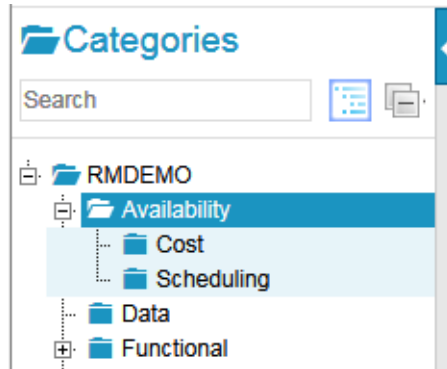 Categories
Search
RMDEMO
Availability
Cost
Scheduling
Data
Functional